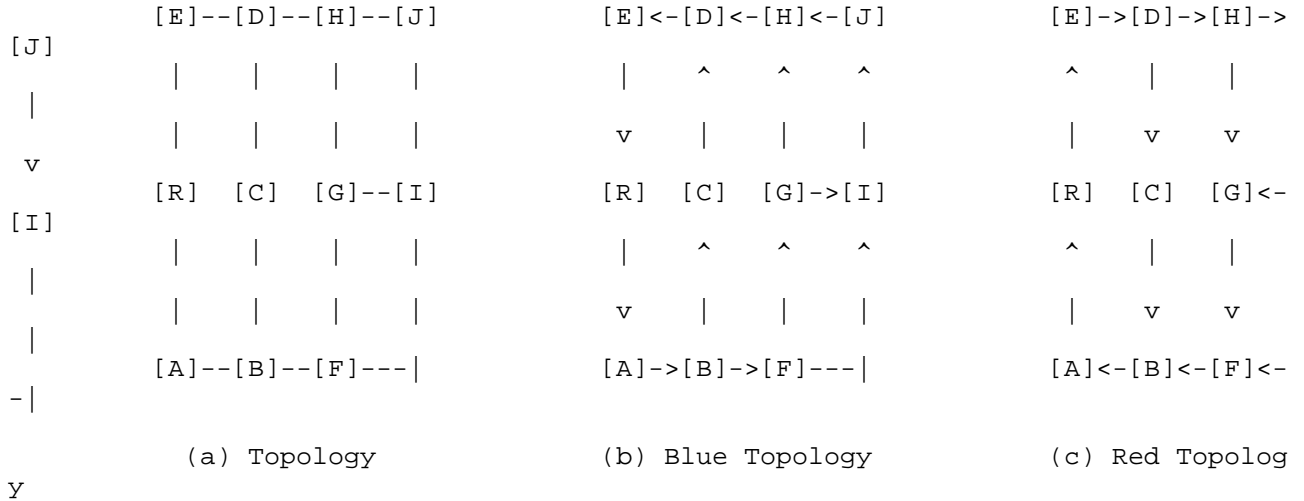 [E]--[D]--[H]--[J]            [E]<-[D]<-[H]<-[J]            [E]->[D]->[H]->
[J]
             |    |    |    |              |    ^    ^    ^              ^    |    |
 |
             |    |    |    |              v    |    |    |              |    v    v
 v
            [R]  [C]  [G]--[I]            [R]  [C]  [G]->[I]            [R]  [C]  [G]<-
[I]
             |    |    |    |              |    ^    ^    ^              ^    |    |
 |
             |    |    |    |              v    |    |    |              |    v    v
 |
            [A]--[B]--[F]---|             [A]->[B]->[F]---|             [A]<-[B]<-[F]<-
-|
              (a) Topology                (b) Blue Topology             (c) Red Topolog
y